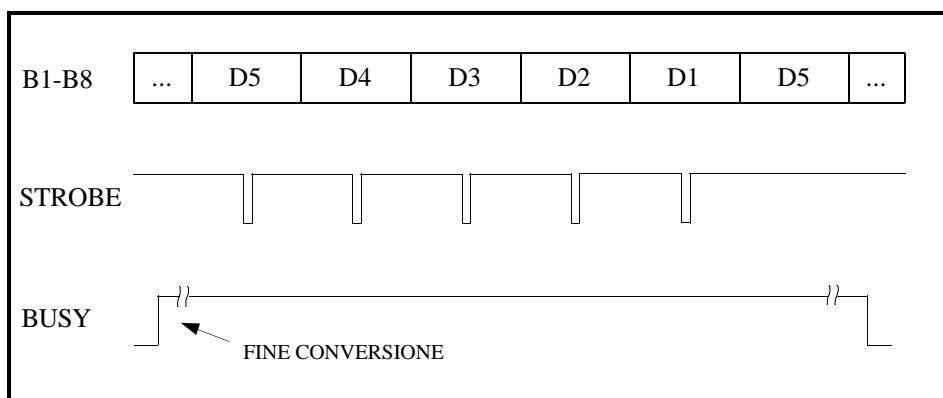 B1-B8 ... D5 D4 D3 D2 D1 D5 ...
STROBE
BUSY
FINE CONVERSIONE